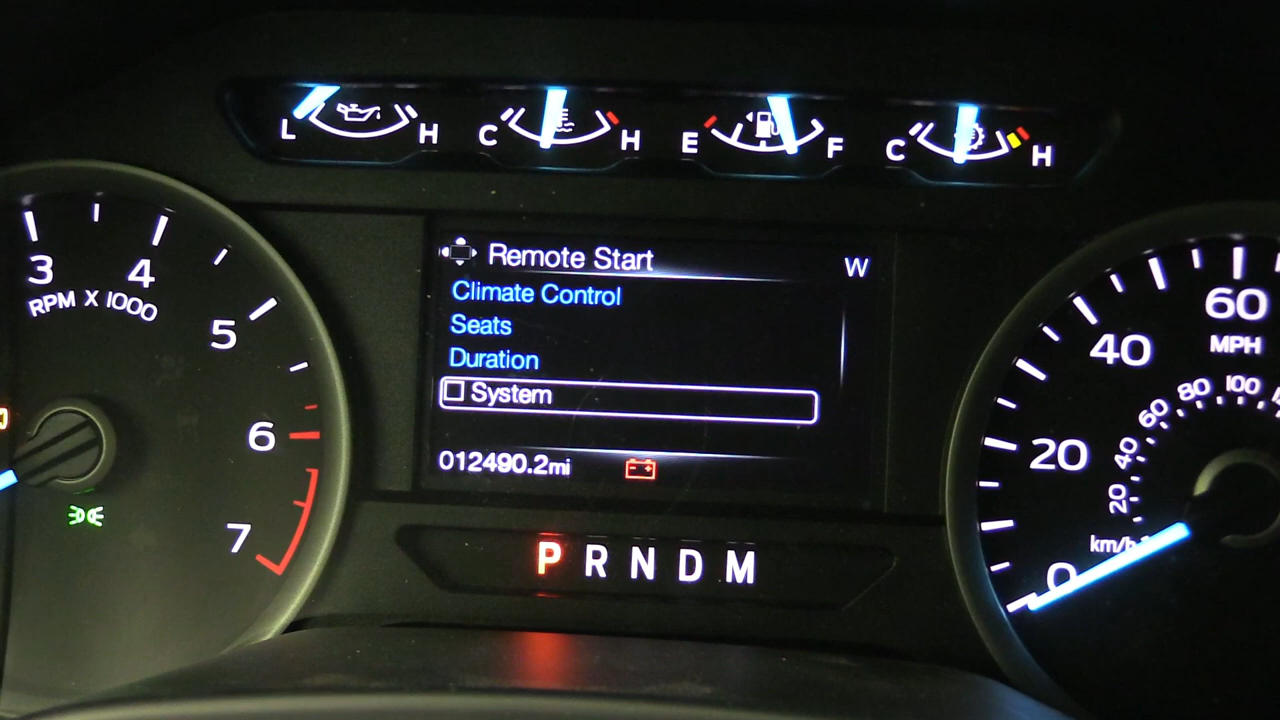 L H C H E F C H
3 4 5 6 7
RPM X 1000
Remote Start W
Climate Control
Seats
Duration
System
012490.2mi
P R N D M
0 20 40 60
MPH
20 40 60 80 100
km/h